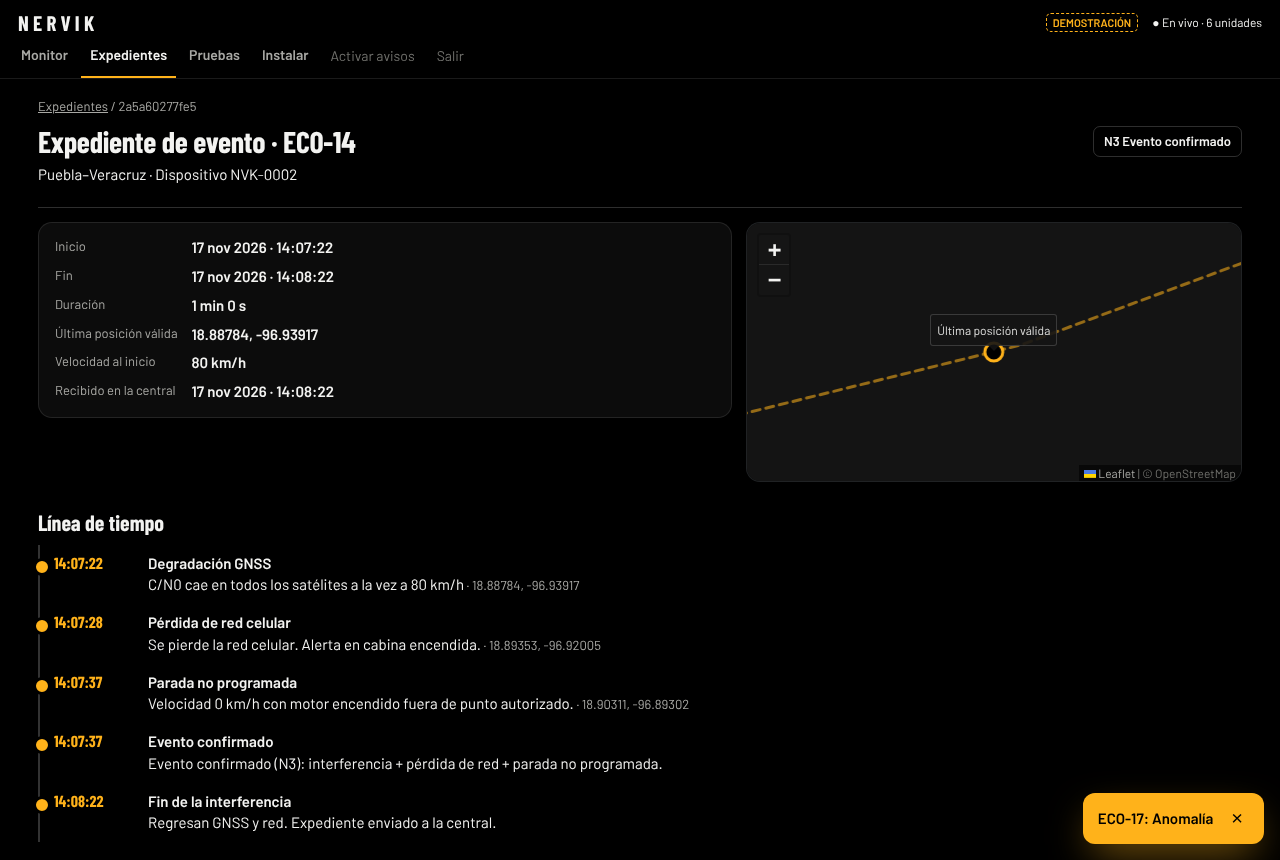 NERVIK
DEMOSTRACIÓN
● En vivo · 6 unidades
Monitor Expedientes Pruebas Instalar Activar avisos Salir
Expedientes / 2a5a60277fe5
Expediente de evento · ECO-14
N3 Evento confirmado
Puebla–Veracruz · Dispositivo NVK-0002
Inicio 17 nov 2026 · 14:07:22
Fin 17 nov 2026 · 14:08:22
Duración 1 min 0 s
Última posición válida 18.88784, -96.93917
Velocidad al inicio 80 km/h
Recibido en la central 17 nov 2026 · 14:08:22
+
−
Última posición válida
Leaflet | © OpenStreetMap
Línea de tiempo
14:07:22 Degradación GNSS
C/N0 cae en todos los satélites a la vez a 80 km/h · 18.88784, -96.93917
14:07:28 Pérdida de red celular
Se pierde la red celular. Alerta en cabina encendida. · 18.89353, -96.92005
14:07:37 Parada no programada
Velocidad 0 km/h con motor encendido fuera de punto autorizado. · 18.90311, -96.89302
14:07:37 Evento confirmado
Evento confirmado (N3): interferencia + pérdida de red + parada no programada.
14:08:22 Fin de la interferencia
Regresan GNSS y red. Expediente enviado a la central.
ECO-17: Anomalía ✕